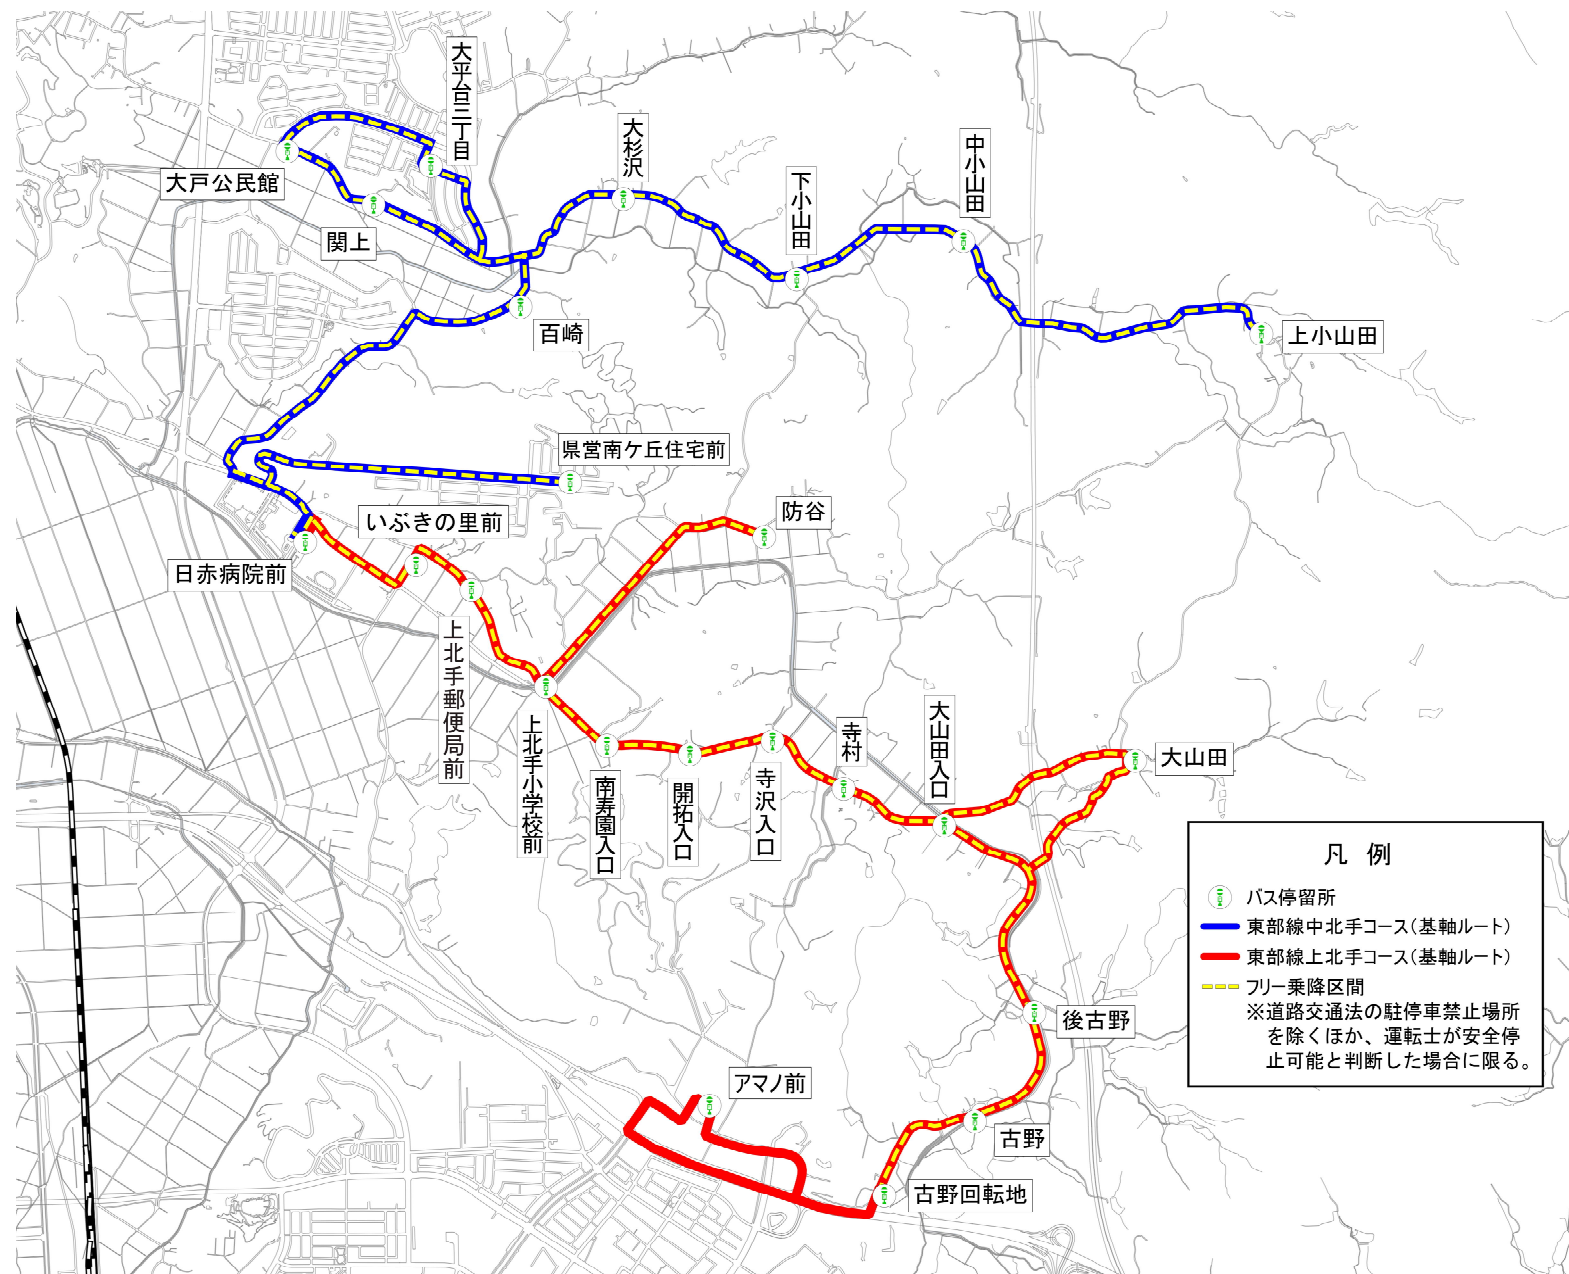 大平台三丁目
大戸公民館
関上
大杉沢
下小山田
中小山田
上小山田
百崎
県営南ケ丘住宅前
いぶきの里前
防谷
日赤病院前
上北手郵便局前
上北手小学校前
南寿園入口
開拓入口
寺沢入口
寺村
大山田入口
大山田
後古野
アマノ前
古野
古野回転地
凡 例
バス停留所
東部線中北手コース(基軸ルート)
東部線上北手コース(基軸ルート)
フリー乗降区間
※道路交通法の駐停車禁止場所
を除くほか、運転士が安全停
止可能と判断した場合に限る。